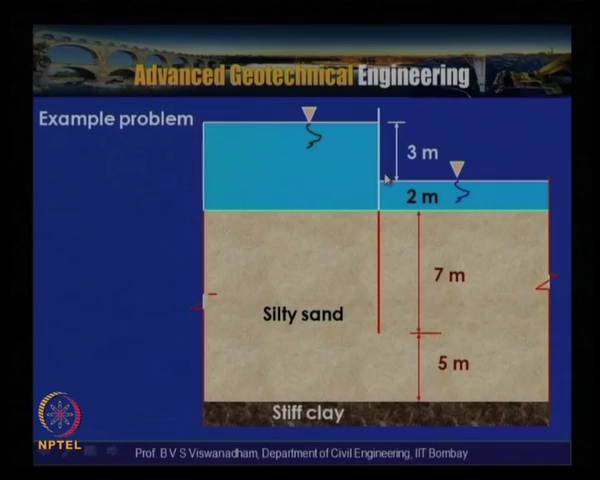 Advanced Geotechnical Engineering
Example problem
3 m
2 m
7 m
Silty sand
5 m
Stiff clay
NPTEL
Prof. B V S Viswanadham, Department of Civil Engineering, IIT Bombay